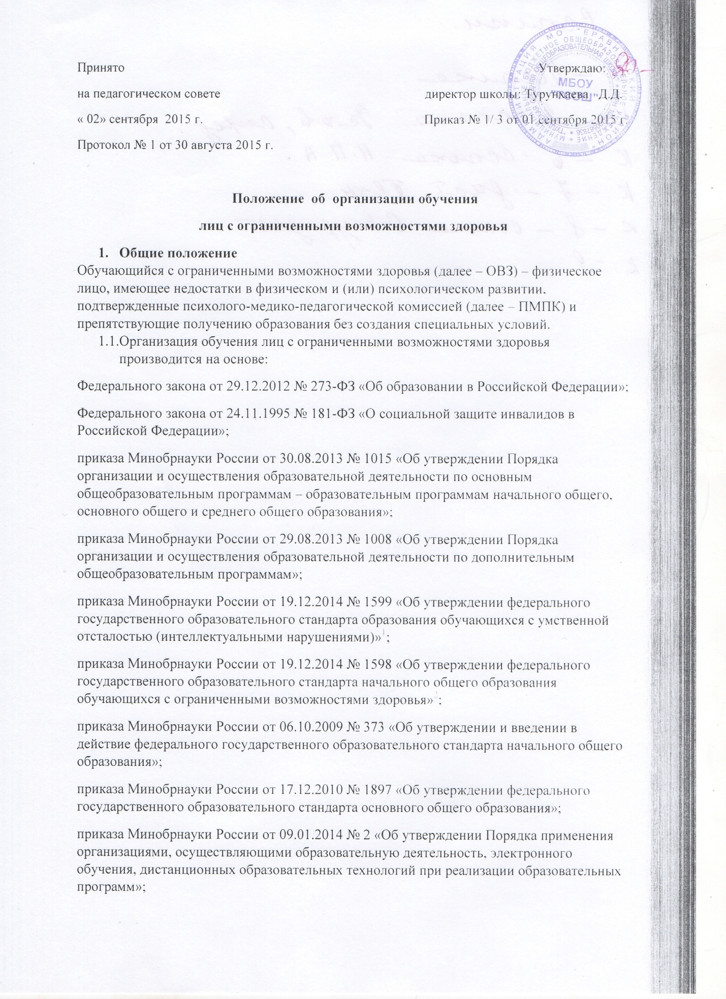 Принято Утверждаю:
на педагогическом совете директор школы: Турунхаева Д.Д.
« 02» сентября 2015 г. Приказ № 1/ 3 от 01 сентября 2015 г.
Протокол № 1 от 30 августа 2015 г.
МБОУ
"ТСОШ"
Положение об организации обучения
лиц с ограниченными возможностями здоровья
1. Общие положение
Обучающийся с ограниченными возможностями здоровья (далее – ОВЗ) – физическое
лицо, имеющее недостатки в физическом и (или) психологическом развитии,
подтвержденные психолого-медико-педагогической комиссией (далее – ПМПК) и
препятствующие получению образования без создания специальных условий.
1.1.Организация обучения лиц с ограниченными возможностями здоровья
производится на основе:
Федерального закона от 29.12.2012 № 273-ФЗ «Об образовании в Российской Федерации»;
Федерального закона от 24.11.1995 № 181-ФЗ «О социальной защите инвалидов в
Российской Федерации»;
приказа Минобрнауки России от 30.08.2013 № 1015 «Об утверждении Порядка
организации и осуществления образовательной деятельности по основным
общеобразовательным программам – образовательным программам начального общего,
основного общего и среднего общего образования»;
приказа Минобрнауки России от 29.08.2013 № 1008 «Об утверждении Порядка
организации и осуществления образовательной деятельности по дополнительным
общеобразовательным программам»;
приказа Минобрнауки России от 19.12.2014 № 1599 «Об утверждении федерального
государственного образовательного стандарта образования обучающихся с умственной
отсталостью (интеллектуальными нарушениями)»1;
приказа Минобрнауки России от 19.12.2014 № 1598 «Об утверждении федерального
государственного образовательного стандарта начального общего образования
обучающихся с ограниченными возможностями здоровья»2;
приказа Минобрнауки России от 06.10.2009 № 373 «Об утверждении и введении в
действие федерального государственного образовательного стандарта начального общего
образования»;
приказа Минобрнауки России от 17.12.2010 № 1897 «Об утверждении федерального
государственного образовательного стандарта основного общего образования»;
приказа Минобрнауки России от 09.01.2014 № 2 «Об утверждении Порядка применения
организациями, осуществляющими образовательную деятельность, электронного
обучения, дистанционных образовательных технологий при реализации образовательных
программ»;